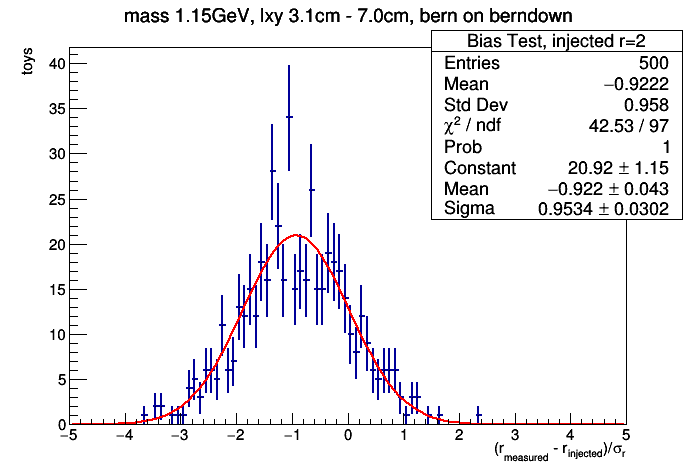 mass 1.15GeV, lxy 3.1cm - 7.0cm, bern on berndown
Bias Test, injected r=2
Entries 500
Mean −0.9222
Std Dev 0.958
χ² / ndf 42.53 / 97
Prob 1
Constant 20.92 ± 1.15
Mean −0.922 ± 0.043
Sigma 0.9534 ± 0.0302
toys
40
35
30
25
20
15
10
5
0
−5 −4 −3 −2 −1 0 1 2 3 4 5
(r_measured - r_injected)/σ_r